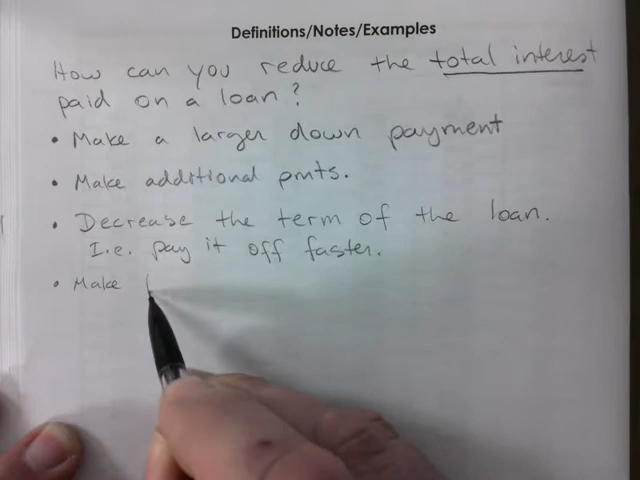 Definitions/Notes/Examples
How can you reduce the total interest
paid on a loan?
• Make a larger down payment
• Make additional pmts.
• Decrease the term of the loan.
I.e. pay it off faster.
• Make